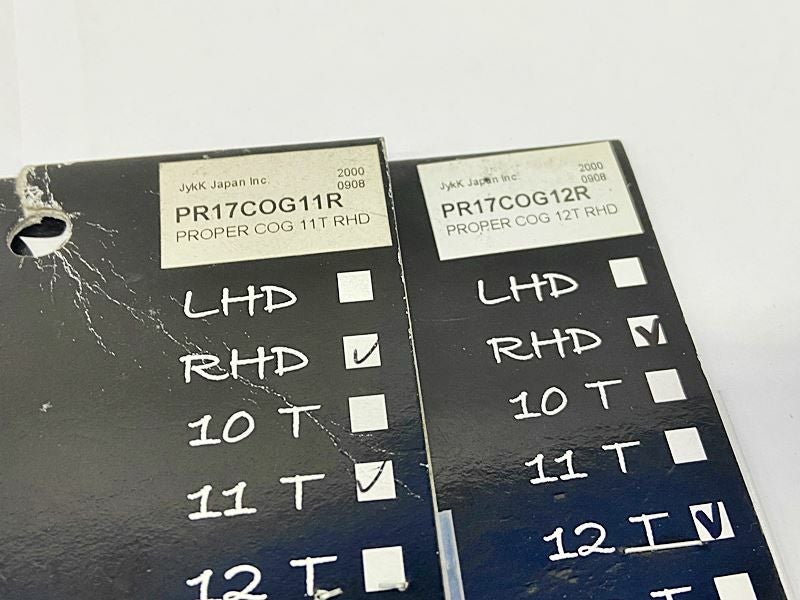 JykK Japan Inc. 2000
0908
PR17COG11R
PROPER COG 11T RHD
LHD
RHD
10 T
11 T
12 T
JykK Japan Inc. 2000
0908
PR17COG12R
PROPER COG 12T RHD
LHD
RHD
10 T
11 T
12 T
T